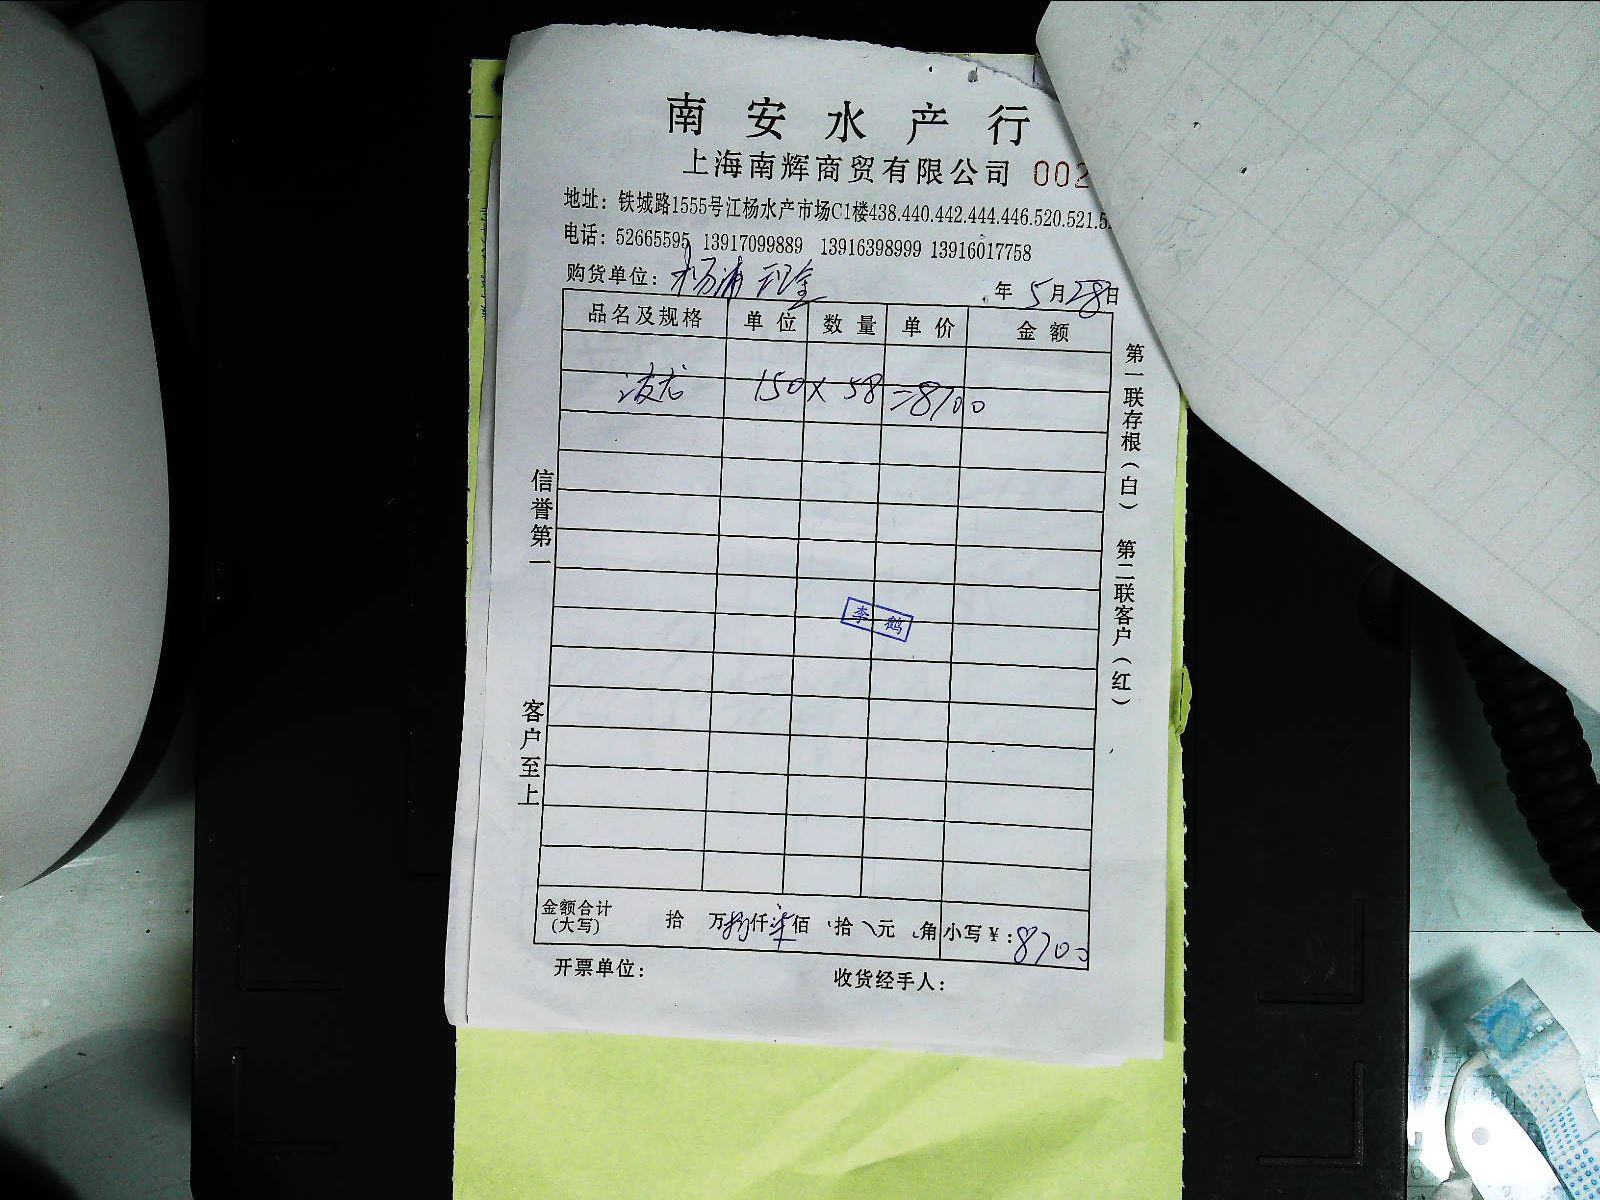 南安水产行
上海南辉商贸有限公司 002
地址：铁城路1555号江杨水产市场C1楼438.440.442.444.446.520.521.5
电话：52665595 13917099889 13916398999 13916017758
购货单位：杨浦
年 5月28日
品名及规格 单位 数量 单价 金额
150 × 58 =8700
李鹤
金额合计 拾 万捌仟柒佰 拾 元 角 小写￥:8700
(大写)
开票单位： 收货经手人：
信誉第一
客户至上
第一联存根（白）
第二联客户（红）